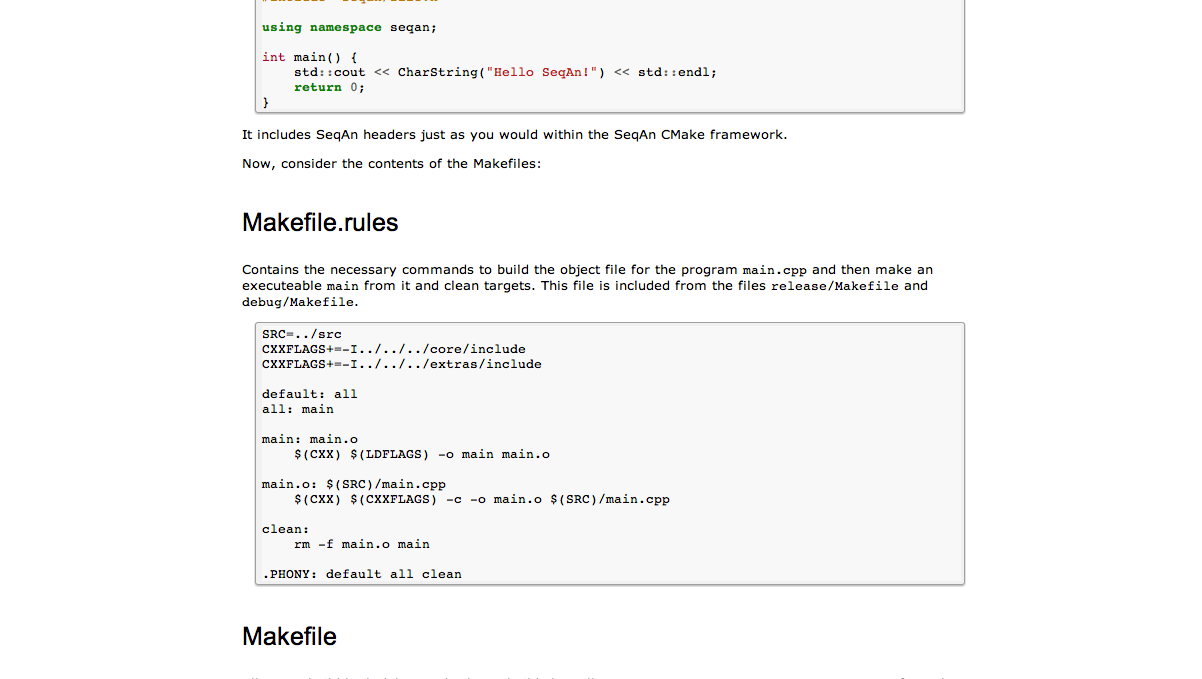 using namespace seqan;
int main() {
std::cout << CharString("Hello SeqAn!") << std::endl;
return 0;
}
It includes SeqAn headers just as you would within the SeqAn CMake framework.
Now, consider the contents of the Makefiles:
Makefile.rules
Contains the necessary commands to build the object file for the program main.cpp and then make an
executeable main from it and clean targets. This file is included from the files release/Makefile and
debug/Makefile.
SRC=../src
CXXFLAGS+=-I../../../core/include
CXXFLAGS+=-I../../../extras/include
default: all
all: main
main: main.o
$(CXX) $(LDFLAGS) -o main main.o
main.o: $(SRC)/main.cpp
$(CXX) $(CXXFLAGS) -c -o main.o $(SRC)/main.cpp
clean:
rm -f main.o main
.PHONY: default all clean
Makefile